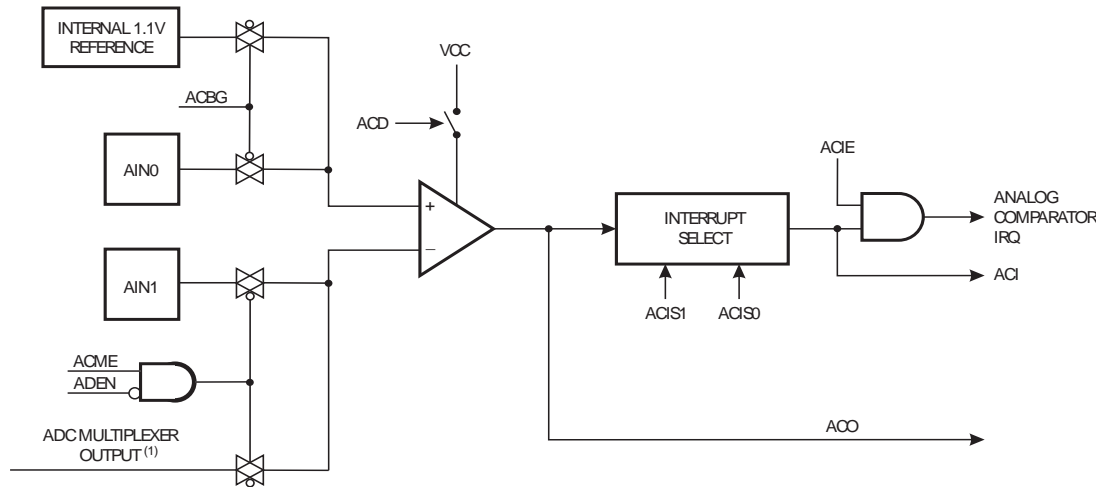 INTERNAL 1.1V
REFERENCE
VCC
ACBG
ACD
AIN0
ACIE
+
INTERRUPT
SELECT
ANALOG
COMPARATOR
IRQ
−
AIN1
ACI
ACIS1 ACIS0
ACME
ADEN
ADC MULTIPLEXER
OUTPUT (1)
ACO